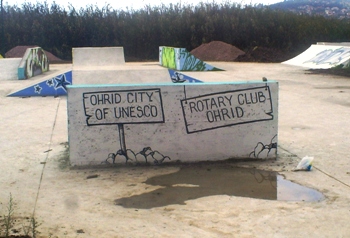 OHRID CITY
OF UNESCO
ROTARY CLUB
OHRID